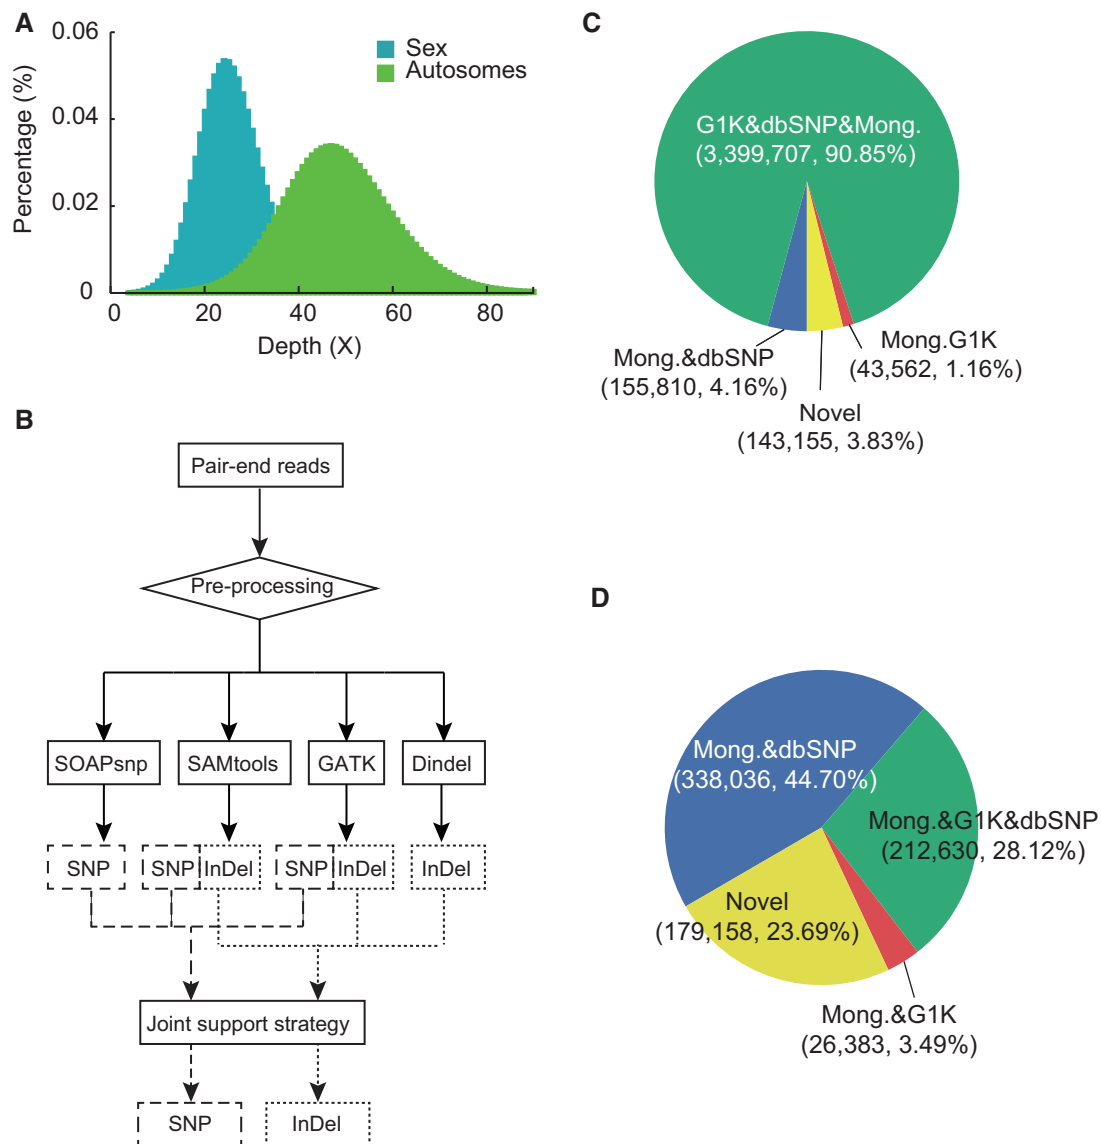 A
0.06
0.04
0.02
0
Percentage (%)
0
20
40
60
80
Depth (X)
Sex
Autosomes
B
Pair-end reads
Pre-processing
SOAPsnp
SAMtools
GATK
Dindel
SNP
SNP
InDel
SNP
InDel
InDel
Joint support strategy
SNP
InDel
C
G1K&dbSNP&Mong.
(3,399,707, 90.85%)
Mong.G1K
(43,562, 1.16%)
Mong.&dbSNP
(155,810, 4.16%)
Novel
(143,155, 3.83%)
D
Mong.&dbSNP
(338,036, 44.70%)
Mong.&G1K&dbSNP
(212,630, 28.12%)
Novel
(179,158, 23.69%)
Mong.&G1K
(26,383, 3.49%)